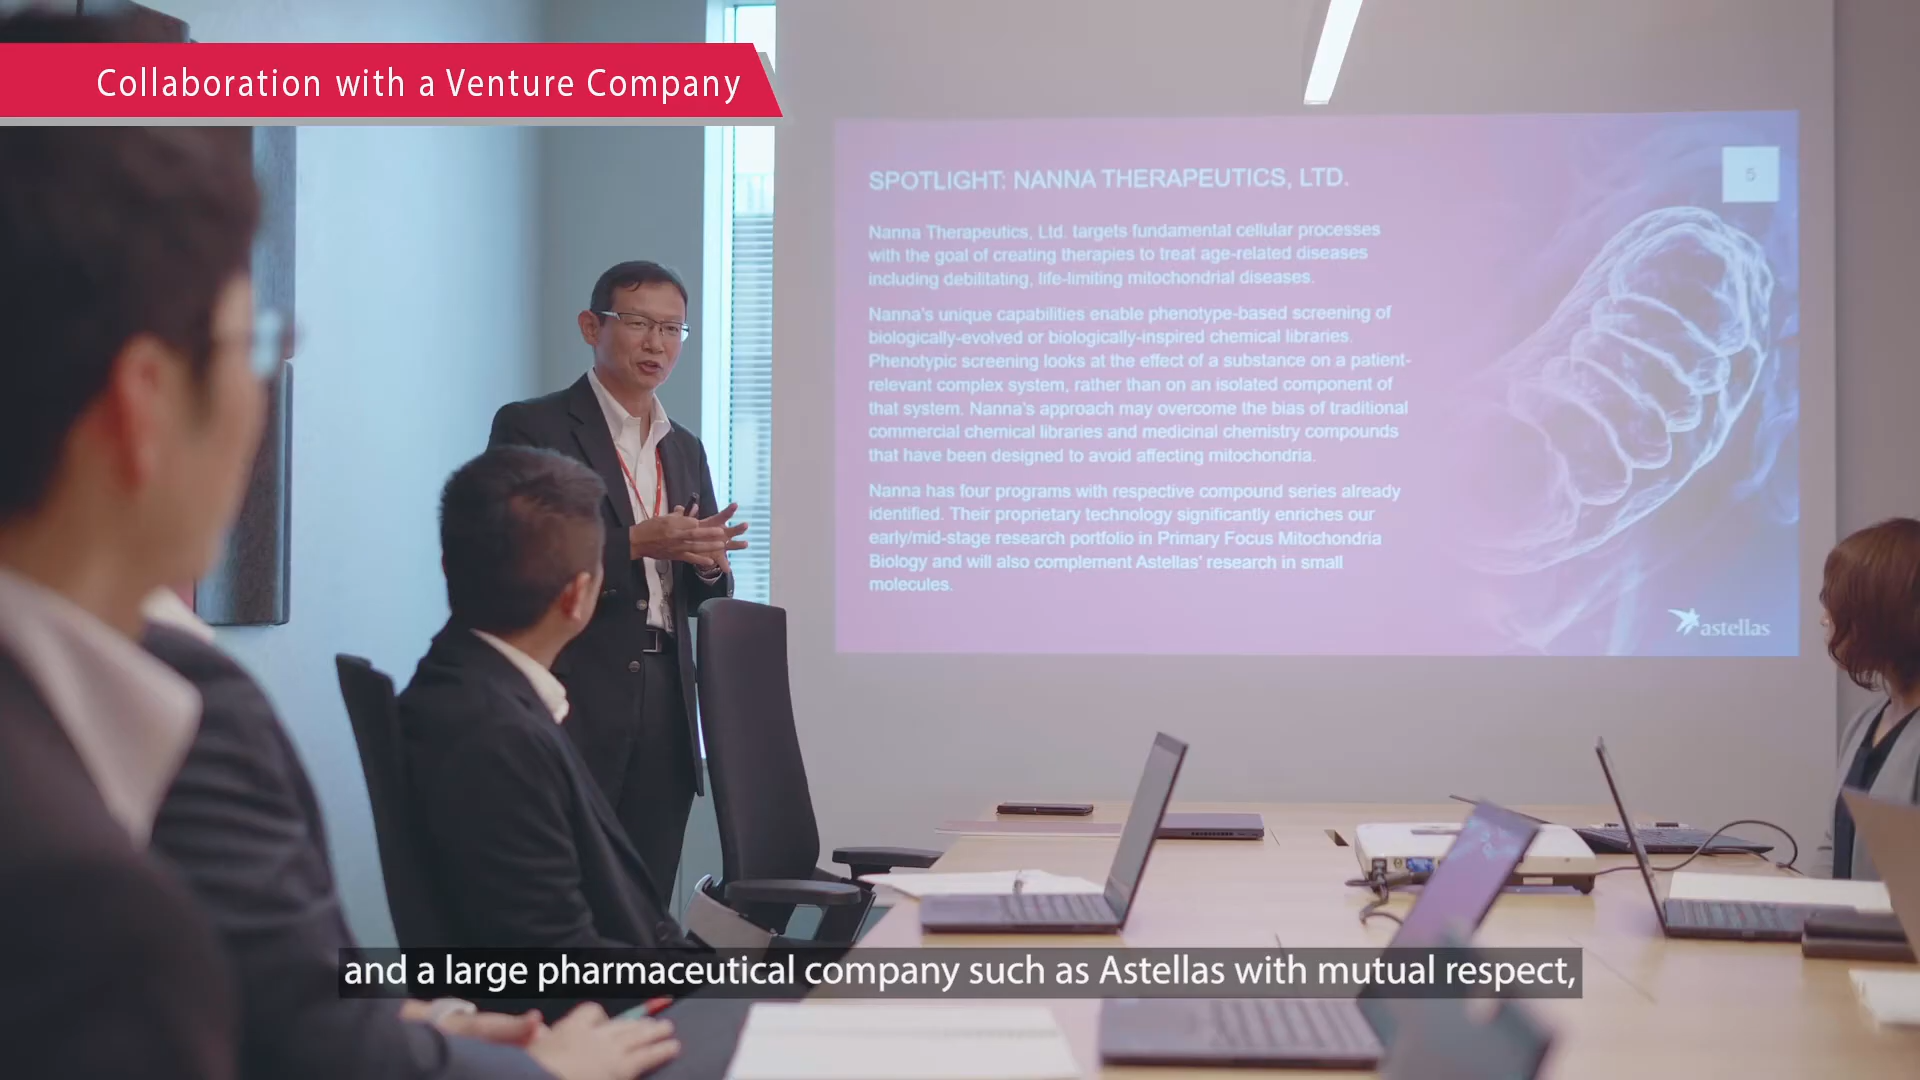 Collaboration with a Venture Company
SPOTLIGHT: NANNA THERAPEUTICS, LTD.
5
Nanna Therapeutics, Ltd. targets fundamental cellular processes
with the goal of creating therapies to treat age-related diseases
including debilitating, life-limiting mitochondrial diseases.
Nanna's unique capabilities enable phenotype-based screening of
biologically-evolved or biologically-inspired chemical libraries.
Phenotypic screening looks at the effect of a substance on a patient-
relevant complex system, rather than on an isolated component of
that system. Nanna's approach may overcome the bias of traditional
commercial chemical libraries and medicinal chemistry compounds
that have been designed to avoid affecting mitochondria.
Nanna has four programs with respective compound series already
identified. Their proprietary technology significantly enriches our
early/mid-stage research portfolio in Primary Focus Mitochondria
Biology and will also complement Astellas' research in small
molecules.
astellas
and a large pharmaceutical company such as Astellas with mutual respect,